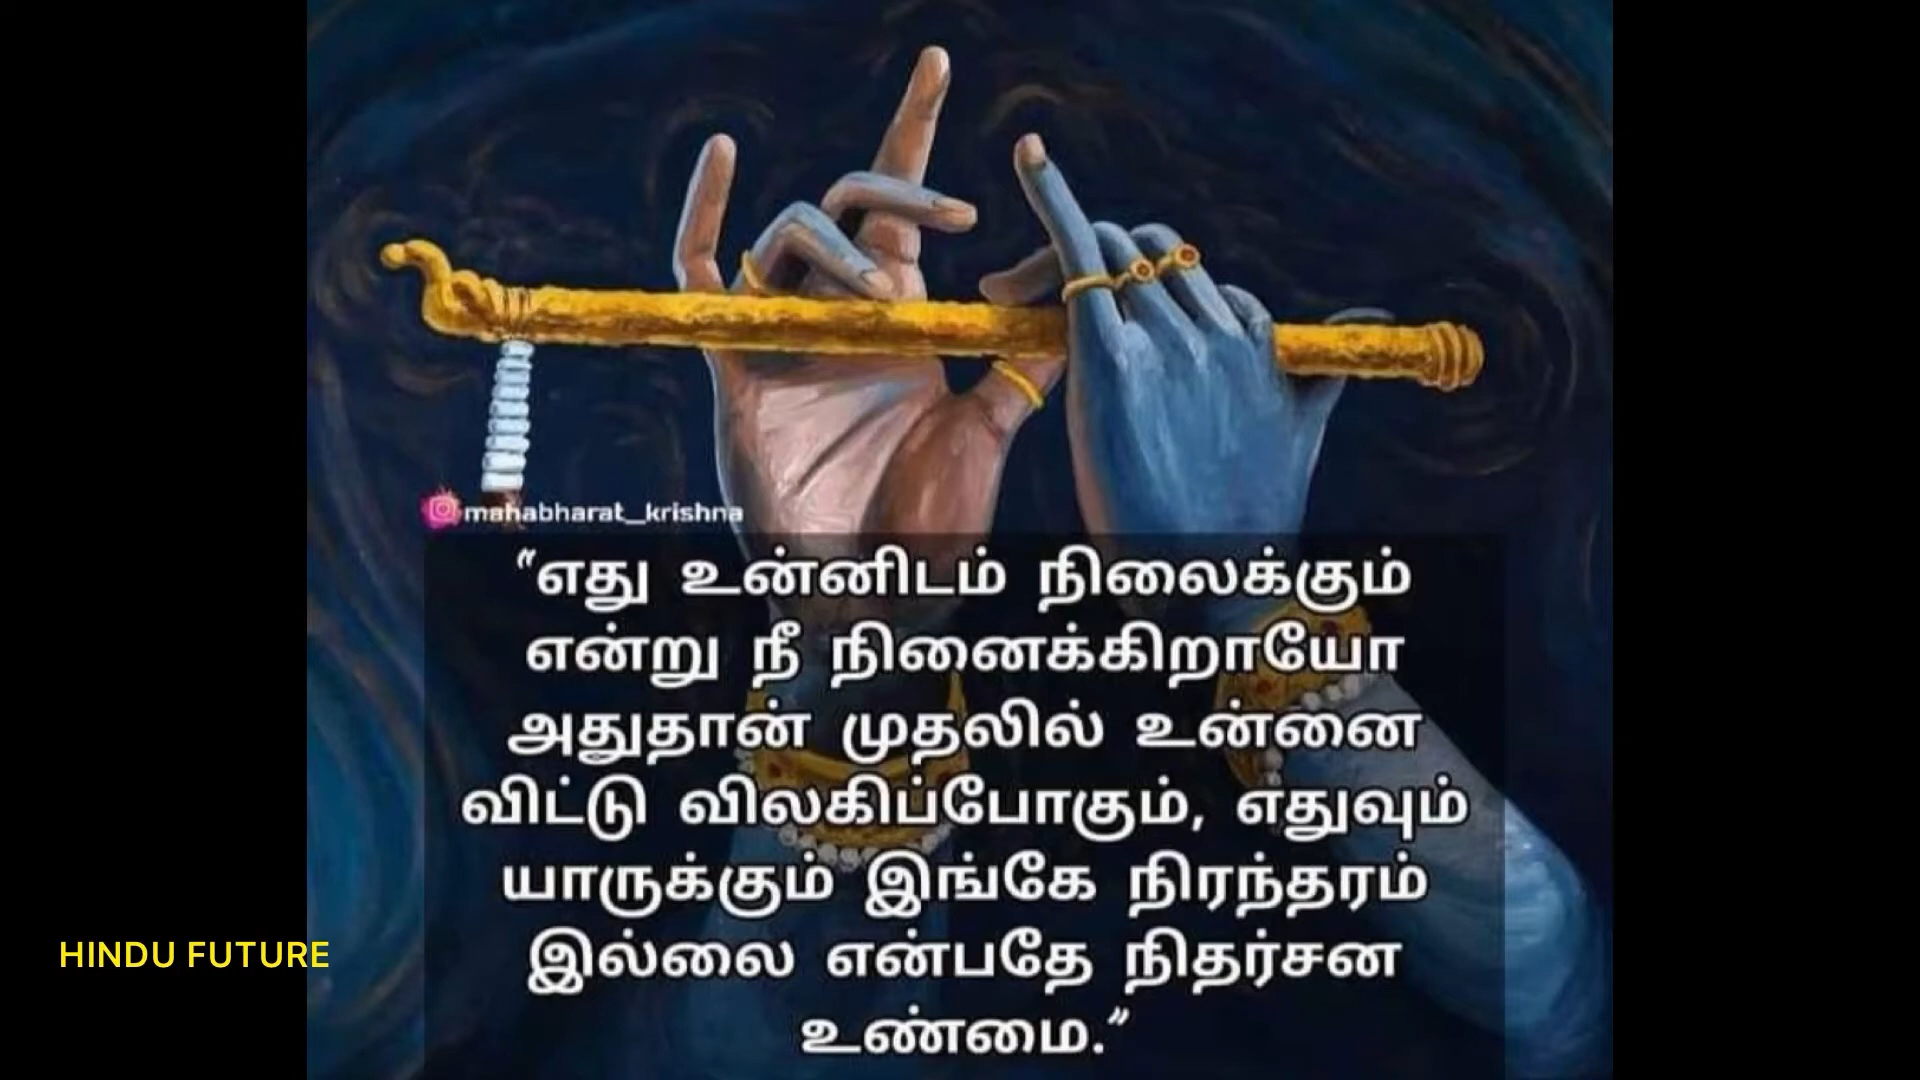 mahabharat_krishna
"எது உன்னிடம் நிலைக்கும்
என்று நீ நினைக்கிறாயோ
அதுதான் முதலில் உன்னை
விட்டு விலகிப்போகும், எதுவும்
யாருக்கும் இங்கே நிரந்தரம்
இல்லை என்பதே நிதர்சன
உண்மை."
HINDU FUTURE